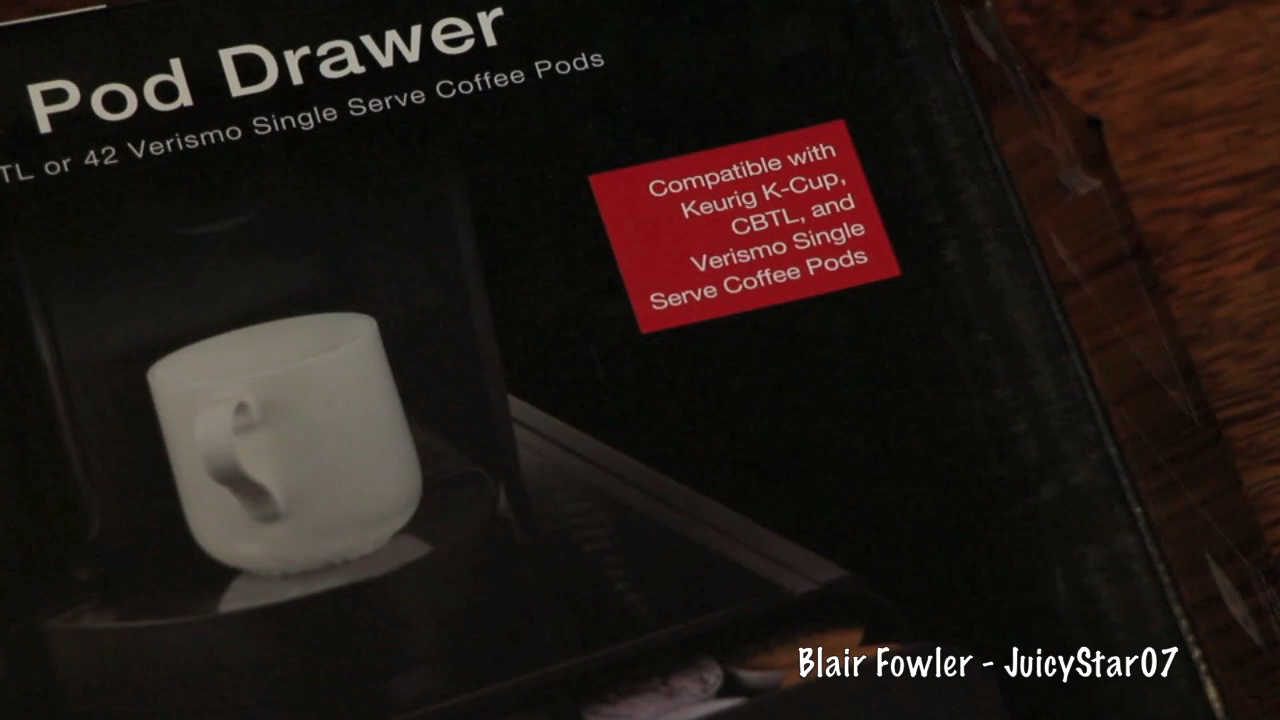 Pod Drawer
TL or 42 Verismo Single Serve Coffee Pods
Compatible with
Keurig K-Cup,
CBTL, and
Verismo Single
Serve Coffee Pods
Blair Fowler - JuicyStar07